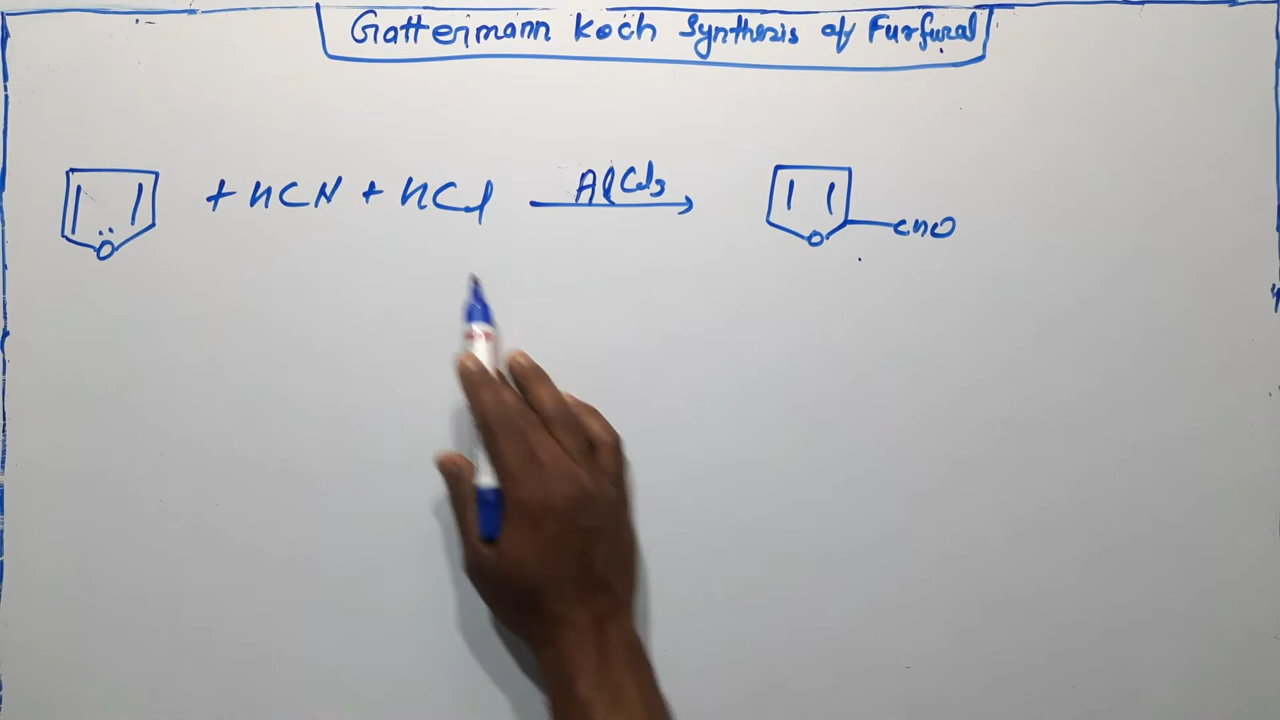 Gattermann Koch Synthesis of Furfural
O + HCN + HCl AlCl3 O CHO